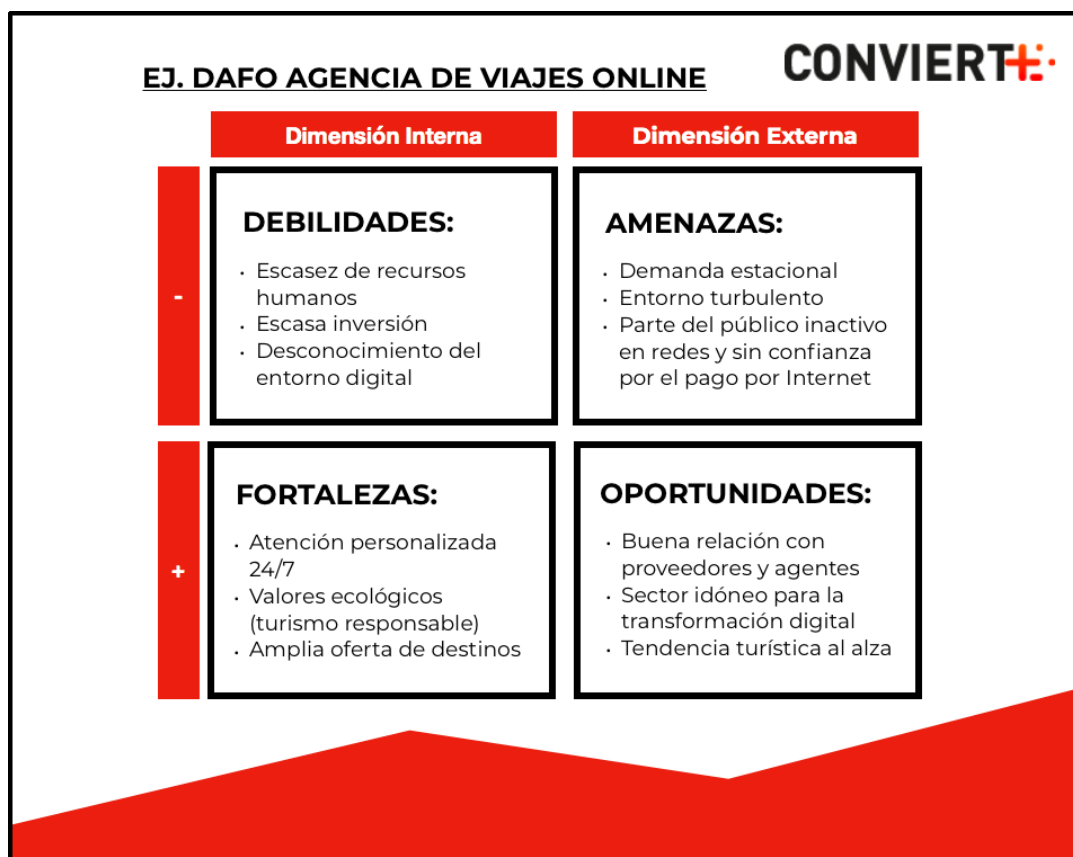 EJ. DAFO AGENCIA DE VIAJES ONLINE
CONVIERT+E
Dimensión Interna
Dimensión Externa
-
DEBILIDADES:
· Escasez de recursos
humanos
· Escasa inversión
· Desconocimiento del
entorno digital
AMENAZAS:
· Demanda estacional
· Entorno turbulento
· Parte del público inactivo
en redes y sin confianza
por el pago por Internet
+
FORTALEZAS:
· Atención personalizada
24/7
· Valores ecológicos
(turismo responsable)
· Amplia oferta de destinos
OPORTUNIDADES:
· Buena relación con
proveedores y agentes
· Sector idóneo para la
transformación digital
· Tendencia turística al alza